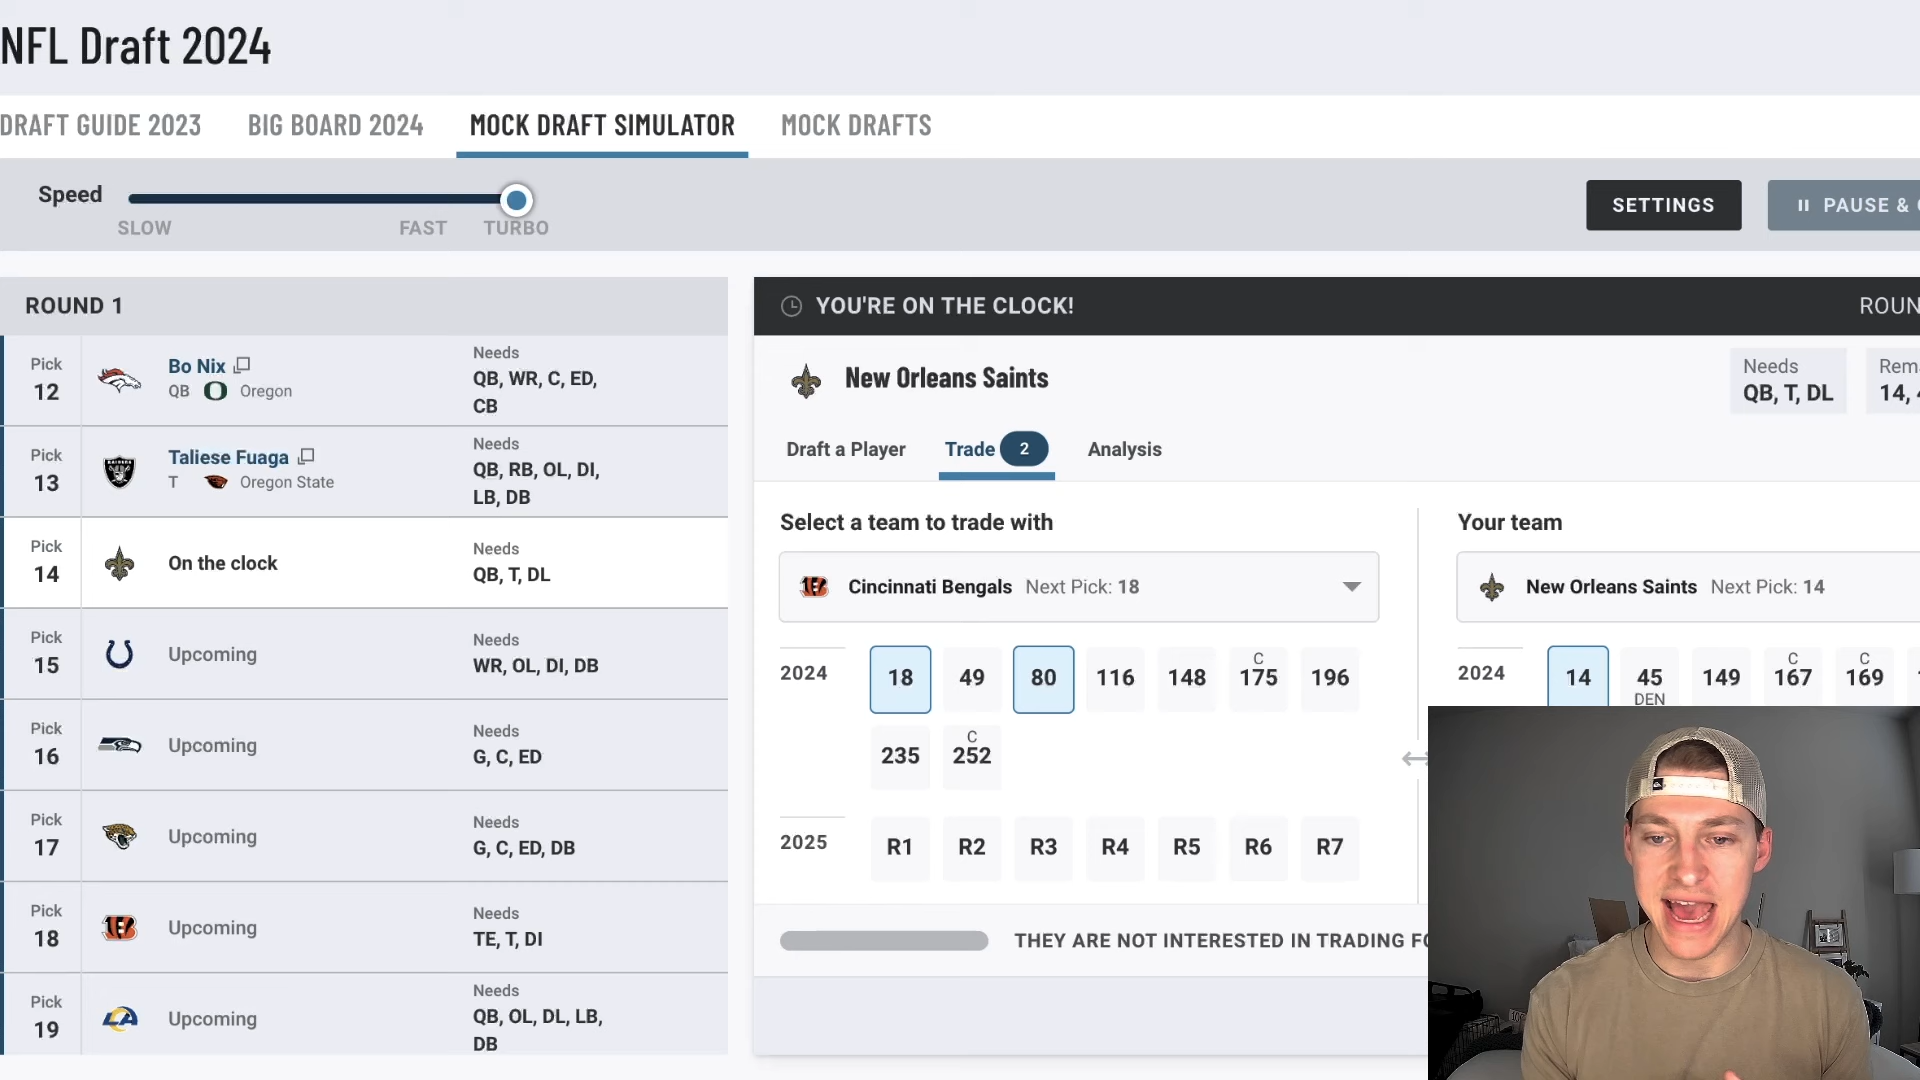 NFL Draft 2024
DRAFT GUIDE 2023 BIG BOARD 2024 MOCK DRAFT SIMULATOR MOCK DRAFTS
Speed
SLOW FAST TURBO
SETTINGS
PAUSE &
ROUND 1
YOU'RE ON THE CLOCK!
Pick
12
Bo Nix
QB Oregon
Needs
QB, WR, C, ED,
CB
Pick
13
Taliese Fuaga
T Oregon State
Needs
QB, RB, OL, DI,
LB, DB
Pick
14
On the clock
Needs
QB, T, DL
Pick
15
Upcoming
Needs
WR, OL, DI, DB
Pick
16
Upcoming
Needs
G, C, ED
Pick
17
Upcoming
Needs
G, C, ED, DB
Pick
18
Upcoming
Needs
TE, T, DI
Pick
19
Upcoming
Needs
QB, OL, DL, LB,
DB
New Orleans Saints
Needs
QB, T, DL
14,
Draft a Player Trade 2 Analysis
Select a team to trade with
Cincinnati Bengals Next Pick: 18
2024 18 49 80 116 148 C 175 196
235 C 252
2025 R1 R2 R3 R4 R5 R6 R7
THEY ARE NOT INTERESTED IN TRADING
Your team
New Orleans Saints Next Pick: 14
2024 14 45 149 C 167 C 169
DEN